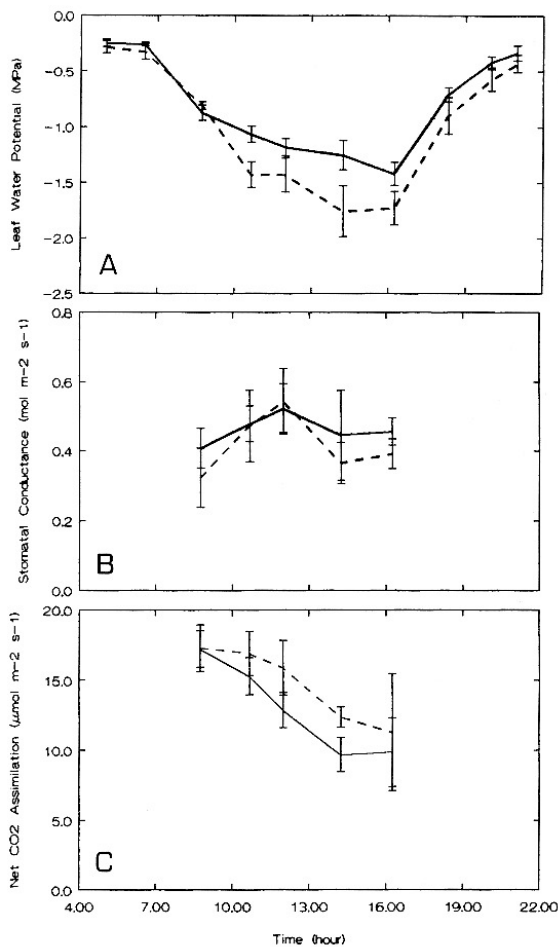 0.0
-0.5
-1.0
-1.5
-2.0
-2.5
Leaf Water Potential (MPa)
A
0.8
0.6
0.4
0.2
0.0
Stomatal Conductance (mol m-2 s-1)
B
20.0
15.0
10.0
5.0
0.0
Net CO2 Assimilation (μmol m-2 s-1)
C
4.00 7.00 10.00 13.00 16.00 19.00 22.00
Time (hour)